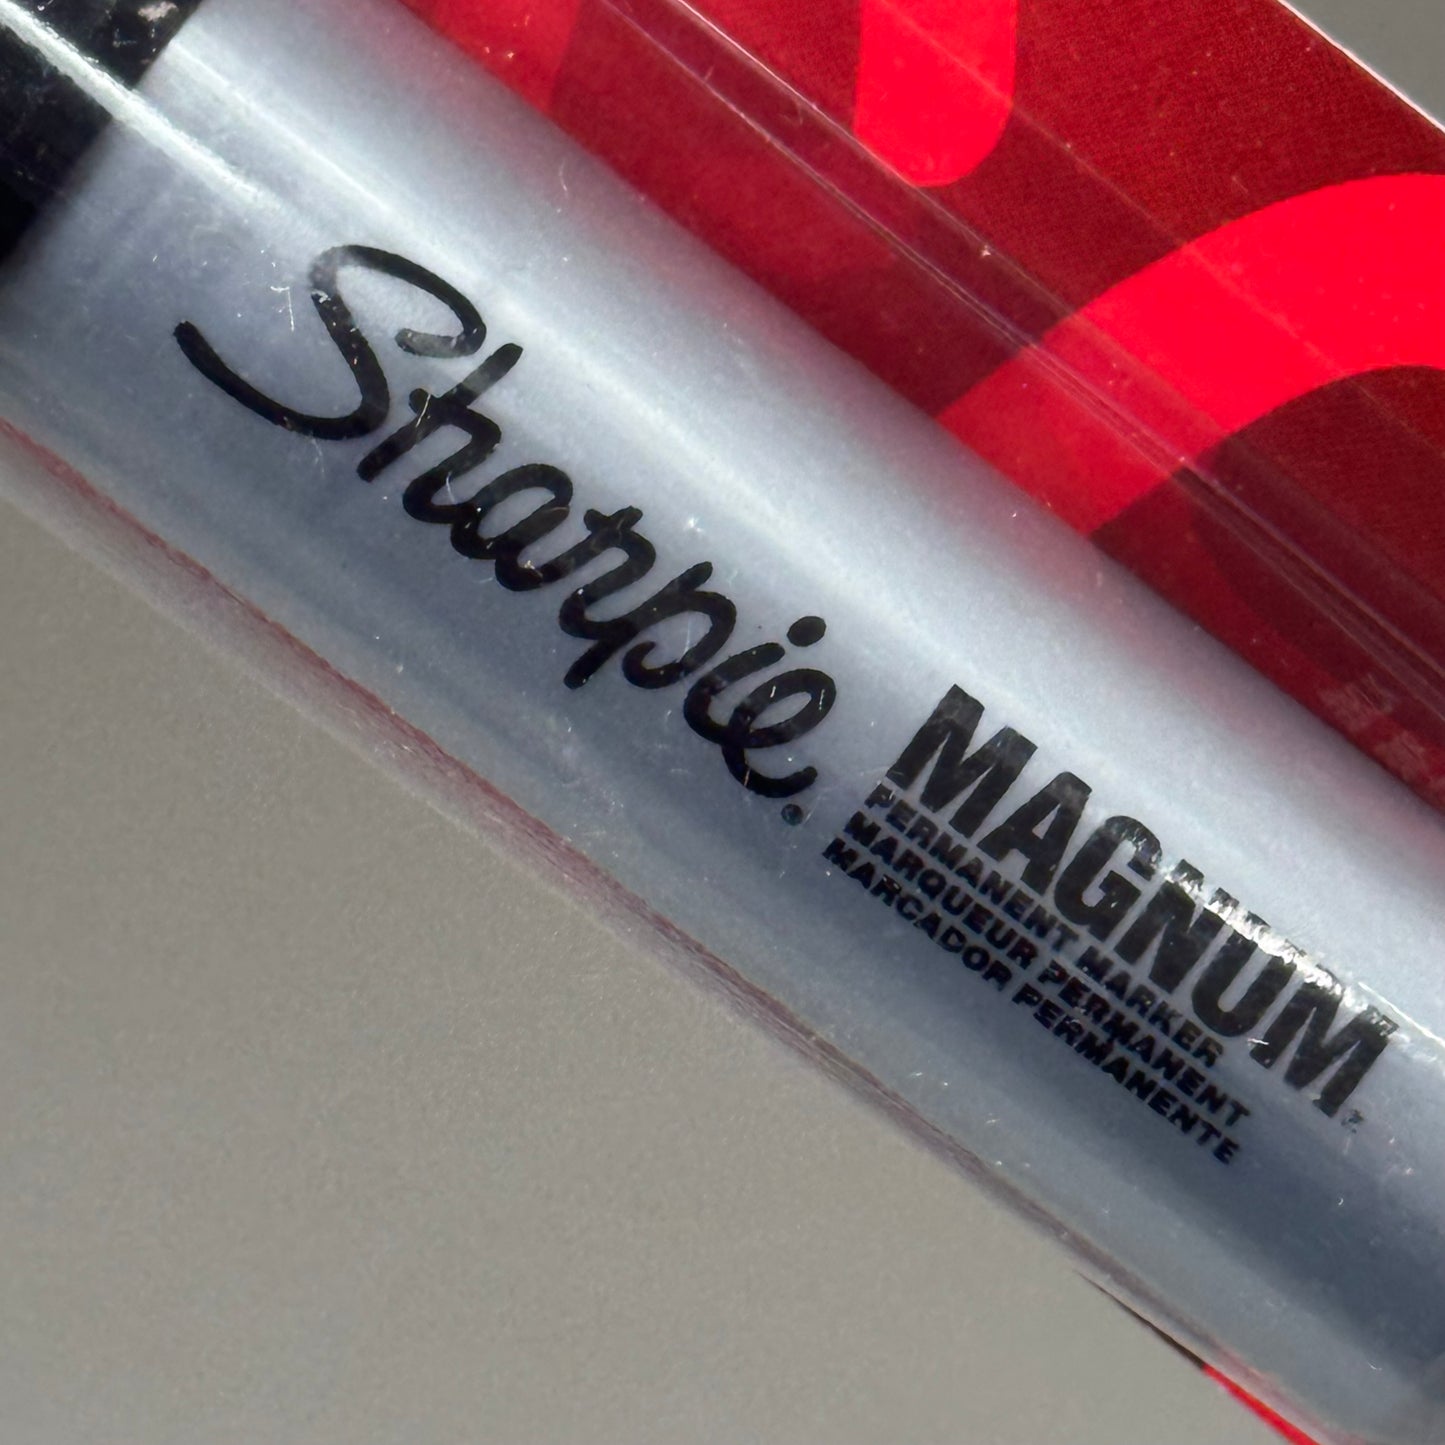 Sharpie
MAGNUM
PERMANENT MARKER
MARQUEUR PERMANENT
MARCADOR PERMANENTE